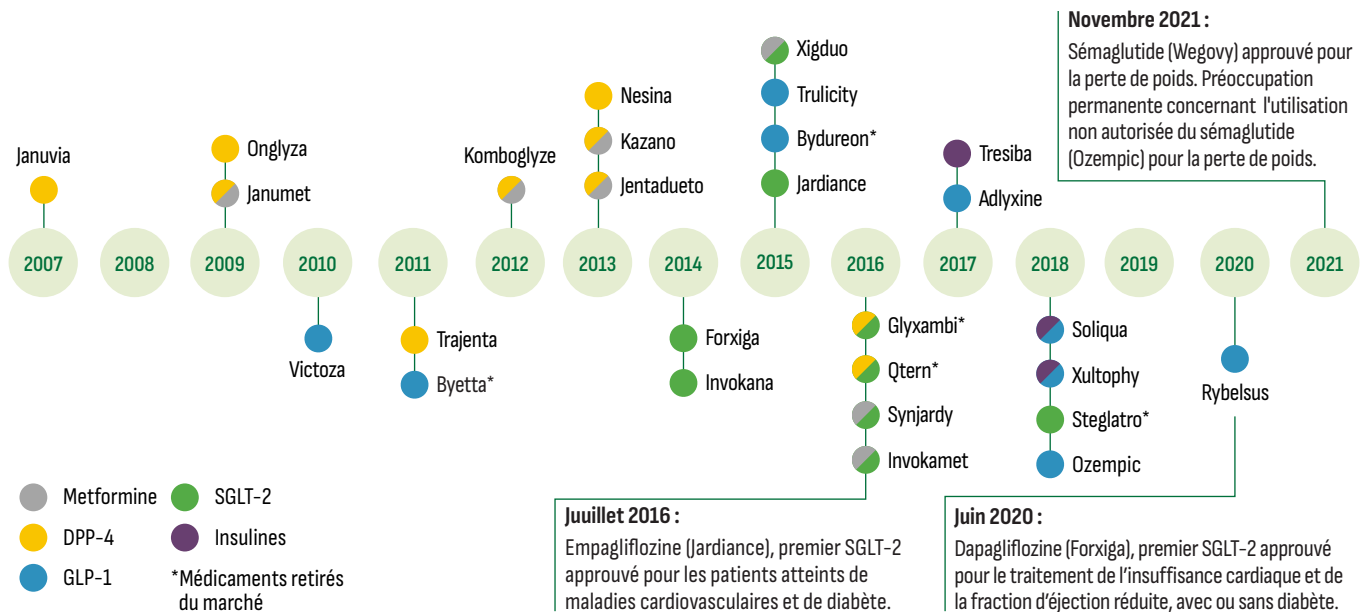 Novembre 2021 :
Sémaglutide (Wegovy) approuvé pour
la perte de poids. Préoccupation
permanente concernant l'utilisation
non autorisée du sémaglutide
(Ozempic) pour la perte de poids.
Januvia
Onglyza
Janumet
Komboglyze
Nesina
Kazano
Jentadueto
Xigduo
Trulicity
Bydureon*
Jardiance
Tresiba
Adlyxine
2007
2008
2009
2010
2011
2012
2013
2014
2015
2016
2017
2018
2019
2020
2021
Victoza
Trajenta
Byetta*
Forxiga
Invokana
Glyxambi*
Qtern*
Synjardy
Invokamet
Soliqua
Xultophy
Steglatro*
Ozempic
Rybelsus
Metformine
DPP-4
GLP-1
SGLT-2
Insulines
*Médicaments retirés
du marché
Juuillet 2016 :
Empagliflozine (Jardiance), premier SGLT-2
approuvé pour les patients atteints de
maladies cardiovasculaires et de diabète.
Juin 2020 :
Dapagliflozine (Forxiga), premier SGLT-2 approuvé
pour le traitement de l’insuffisance cardiaque et de
la fraction d’éjection réduite, avec ou sans diabète.